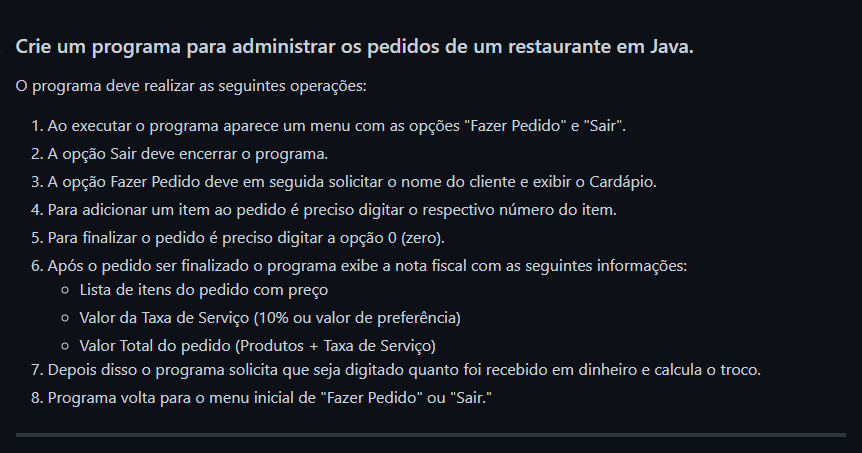 Crie um programa para administrar os pedidos de um restaurante em Java.
O programa deve realizar as seguintes operações:
1. Ao executar o programa aparece um menu com as opções "Fazer Pedido" e "Sair".
2. A opção Sair deve encerrar o programa.
3. A opção Fazer Pedido deve em seguida solicitar o nome do cliente e exibir o Cardápio.
4. Para adicionar um item ao pedido é preciso digitar o respectivo número do item.
5. Para finalizar o pedido é preciso digitar a opção 0 (zero).
6. Após o pedido ser finalizado o programa exibe a nota fiscal com as seguintes informações:
○ Lista de itens do pedido com preço
○ Valor da Taxa de Serviço (10% ou valor de preferência)
○ Valor Total do pedido (Produtos + Taxa de Serviço)
7. Depois disso o programa solicita que seja digitado quanto foi recebido em dinheiro e calcula o troco.
8. Programa volta para o menu inicial de "Fazer Pedido" ou "Sair."